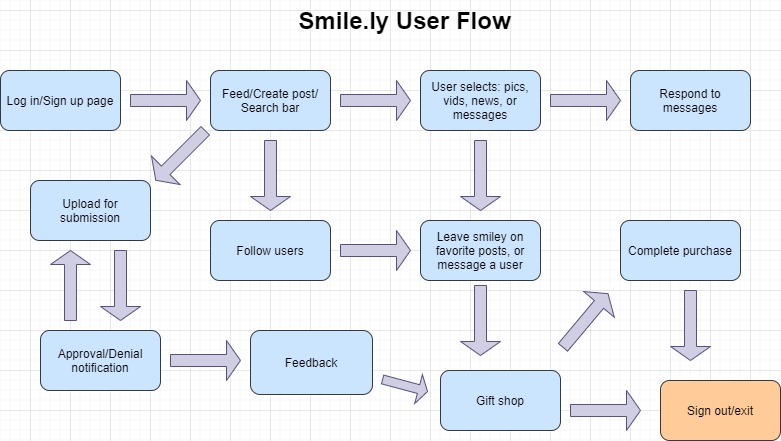 Smile.ly User Flow
Log in/Sign up page
Feed/Create post/
Search bar
User selects: pics,
vids, news, or
messages
Respond to
messages
Upload for
submission
Follow users
Leave smiley on
favorite posts, or
message a user
Complete purchase
Approval/Denial
notification
Feedback
Gift shop
Sign out/exit